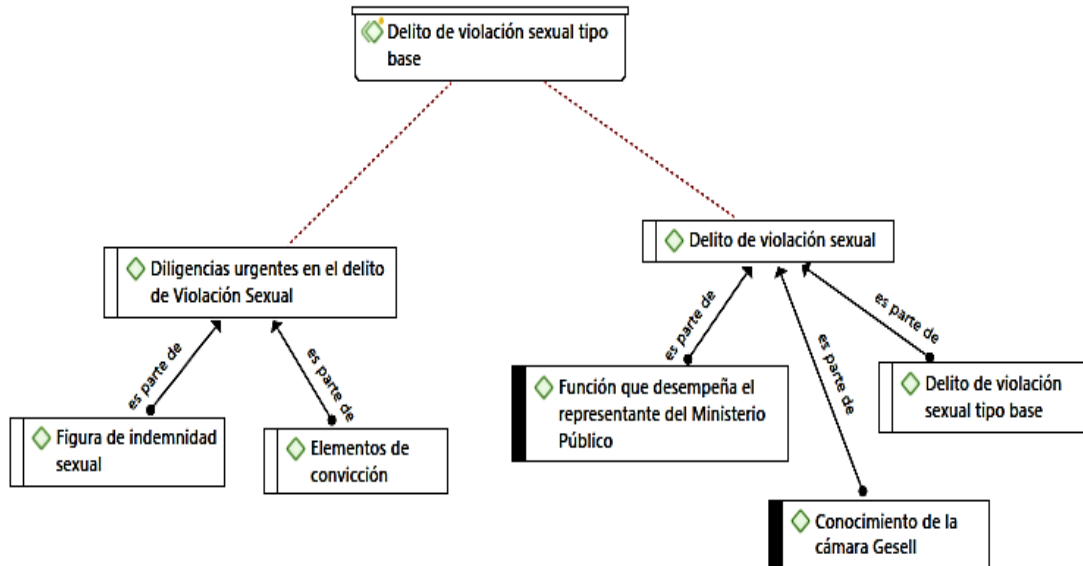 Delito de violación sexual tipo
base
Diligencias urgentes en el delito
de Violación Sexual
Delito de violación sexual
es parte de
es parte de
es parte de
es parte de
es parte de
Figura de indemnidad
sexual
Elementos de
convicción
Función que desempeña el
representante del Ministerio
Público
Delito de violación
sexual tipo base
Conocimiento de la
cámara Gesell